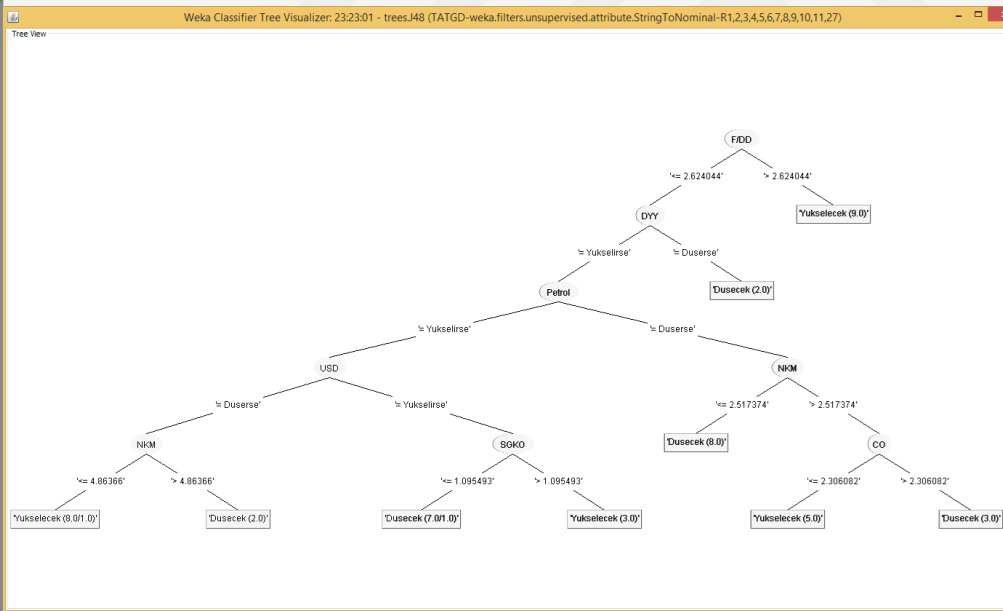 Weka Classifier Tree Visualizer: 23:23:01 - trees.J48 (TATGD-weka.filters.unsupervised.attribute.StringToNominal-R1,2,3,4,5,6,7,8,9,10,11,27)
Tree View
F/DD
'<= 2.624044' '> 2.624044'
DYY 'Yukselecek (9.0)'
'= Yukselirse' '= Duserse'
Petrol 'Dusecek (2.0)'
'= Yukselirse' '= Duserse'
USD NKM
'= Duserse' '= Yukselirse' '<= 2.517374' '> 2.517374'
NKM SGKO 'Dusecek (8.0)' CO
'<= 4.86366' '> 4.86366' '<= 1.095493' '> 1.095493' '<= 2.306082' '> 2.306082'
'Yukselecek (8.0/1.0)' 'Dusecek (2.0)' 'Dusecek (7.0/1.0)' 'Yukselecek (3.0)' 'Yukselecek (5.0)' 'Dusecek (3.0)'